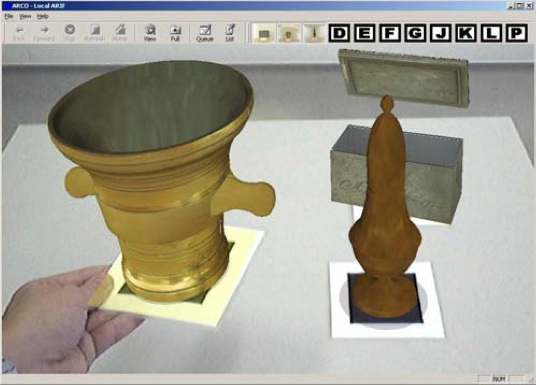 ARCO - Local ARIF
File View Help
Back Forward Stop Refresh Home View Full Queue List D E F G J K L P
NUM